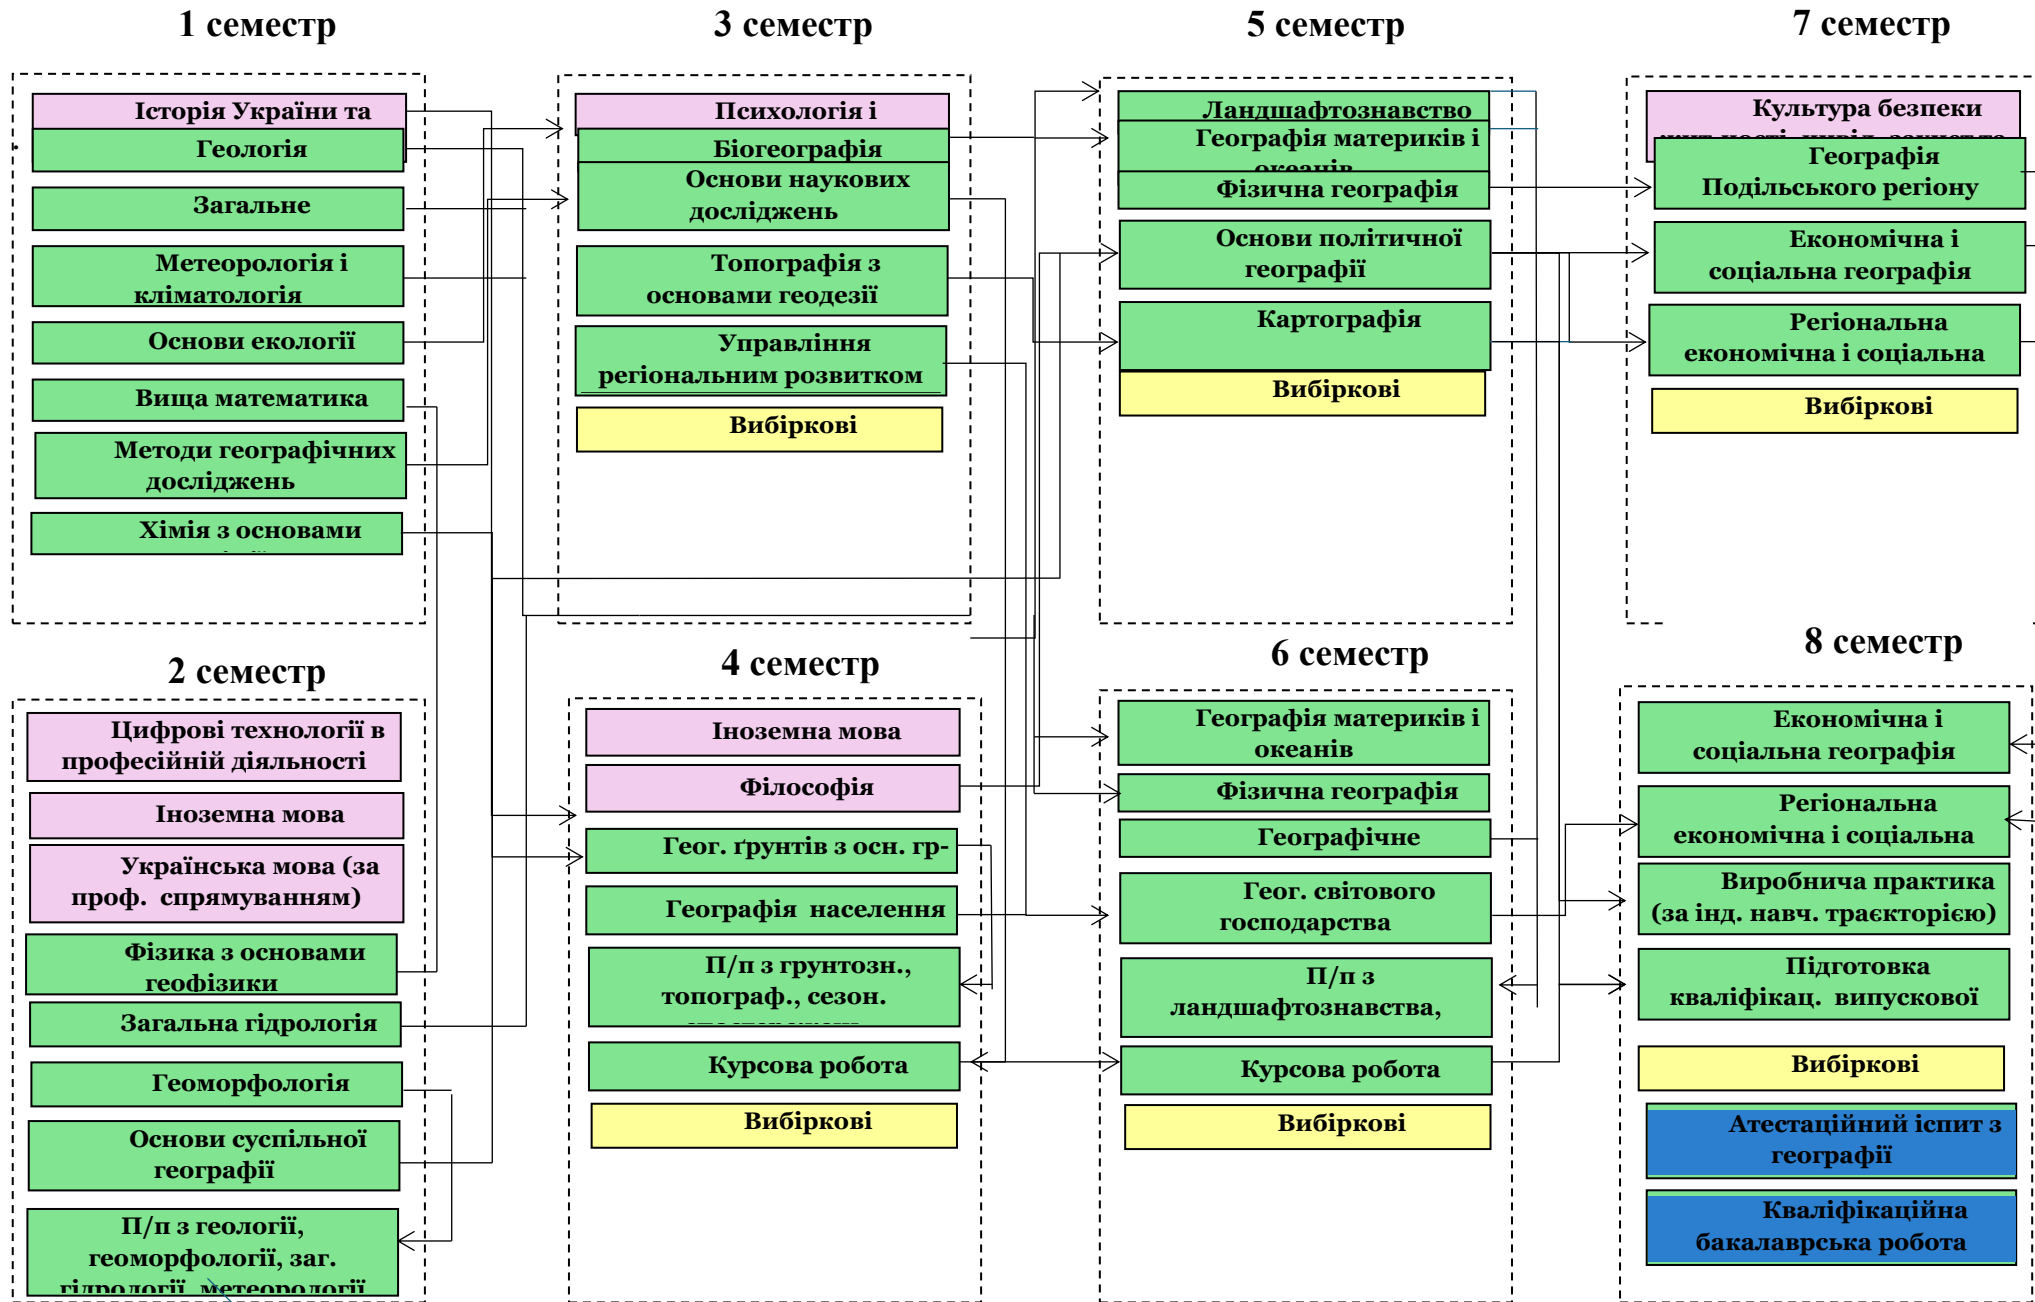 1 семестр
Історія України та
Геологія
Загальне
Метеорологія і
кліматологія
Основи екології
Вища математика
Методи географічних
досліджень
Хімія з основами
2 семестр
Цифрові технології в
професійній діяльності
Іноземна мова
Українська мова (за
проф. спрямуванням)
Фізика з основами
геофізики
Загальна гідрологія
Геоморфологія
Основи суспільної
географії
П/п з геології,
геоморфології, заг.
гідрології, метеорології
3 семестр
Психологія і
Біогеографія
Основи наукових
досліджень
Топографія з
основами геодезії
Управління
регіональним розвитком
Вибіркові
4 семестр
Іноземна мова
Філософія
Геог. ґрунтів з осн. гр-
Географія населення
П/п з грунтозн.,
топограф., сезон.
Курсова робота
Вибіркові
5 семестр
Ландшафтознавство
Географія материків і
океанів
Фізична географія
Основи політичної
географії
Картографія
Вибіркові
6 семестр
Географія материків і
океанів
Фізична географія
Географічне
Геог. світового
господарства
П/п з
ландшафтознавства,
Курсова робота
Вибіркові
7 семестр
Культура безпеки
Географія
Подільського регіону
Економічна і
соціальна географія
Регіональна
економічна і соціальна
Вибіркові
8 семестр
Економічна і
соціальна географія
Регіональна
економічна і соціальна
Виробнича практика
(за інд. навч. траєкторією)
Підготовка
кваліфікац. випускової
Вибіркові
Атестаційний іспит з
географії
Кваліфікаційна
бакалаврська робота